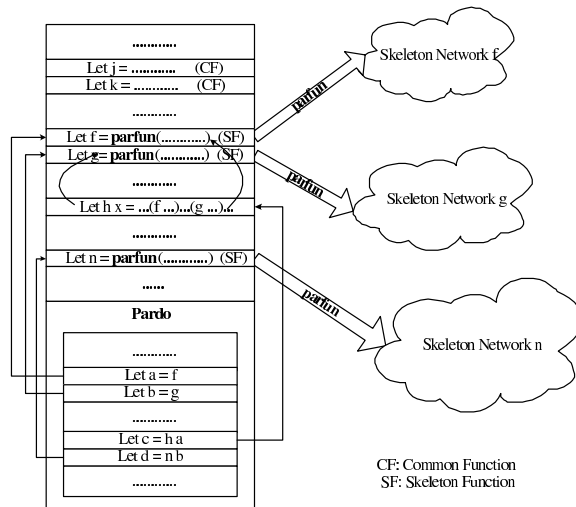 ............
Let j = ............ (CF)
Let k = ............ (CF)
............
Let f = parfun(............) (SF)
Let g= parfun(............) (SF)
............
Let h x = ...(f ...)...(g ...)...
............
Let n = parfun(............) (SF)
......
Pardo
............
Let a = f
Let b = g
............
Let c = h a
Let d = n b
............
parfun
Skeleton Network f
parfun
Skeleton Network g
parfun
Skeleton Network n
CF: Common Function
SF: Skeleton Function